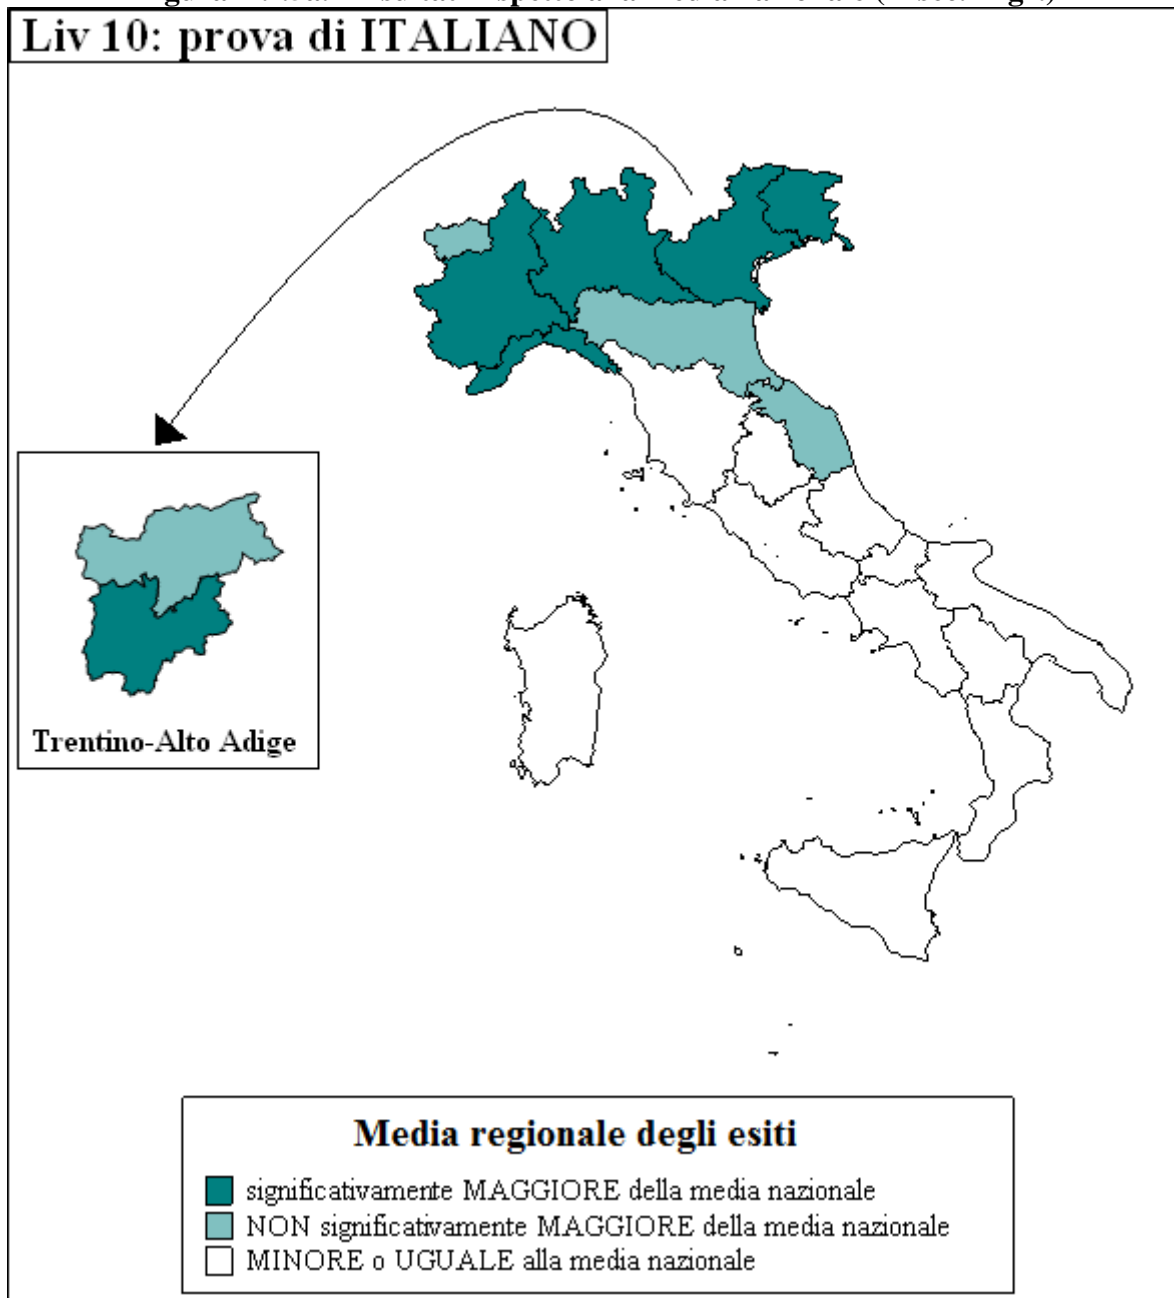 Liv 10: prova di ITALIANO
Trentino-Alto Adige
Media regionale degli esiti
significativamente MAGGIORE della media nazionale
NON significativamente MAGGIORE della media nazionale
MINORE o UGUALE alla media nazionale